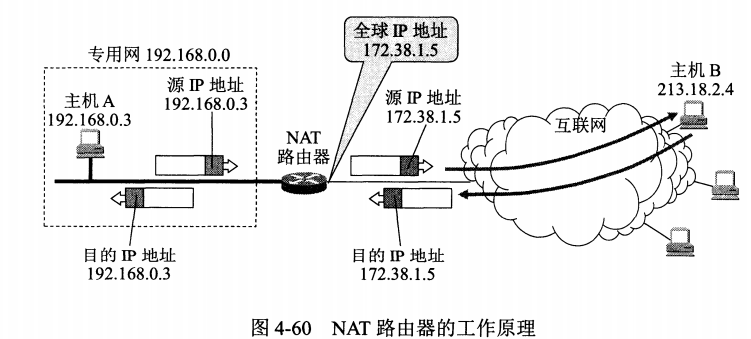 全球 IP 地址
172.38.1.5
专用网 192.168.0.0
源 IP 地址
192.168.0.3
主机 A
192.168.0.3
NAT
路由器
源 IP 地址
172.38.1.5
互联网
主机 B
213.18.2.4
目的 IP 地址
192.168.0.3
目的 IP 地址
172.38.1.5
图 4-60 NAT 路由器的工作原理